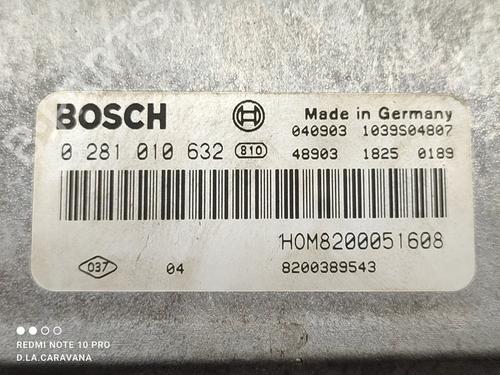 BOSCH
Made in Germany
040903 1039S04807
0 281 010 632 810
48903 1825 0189
HOM8200051608
037
04
8200389377
REDMI NOTE 10 PRO
D.LA.CARAVANA